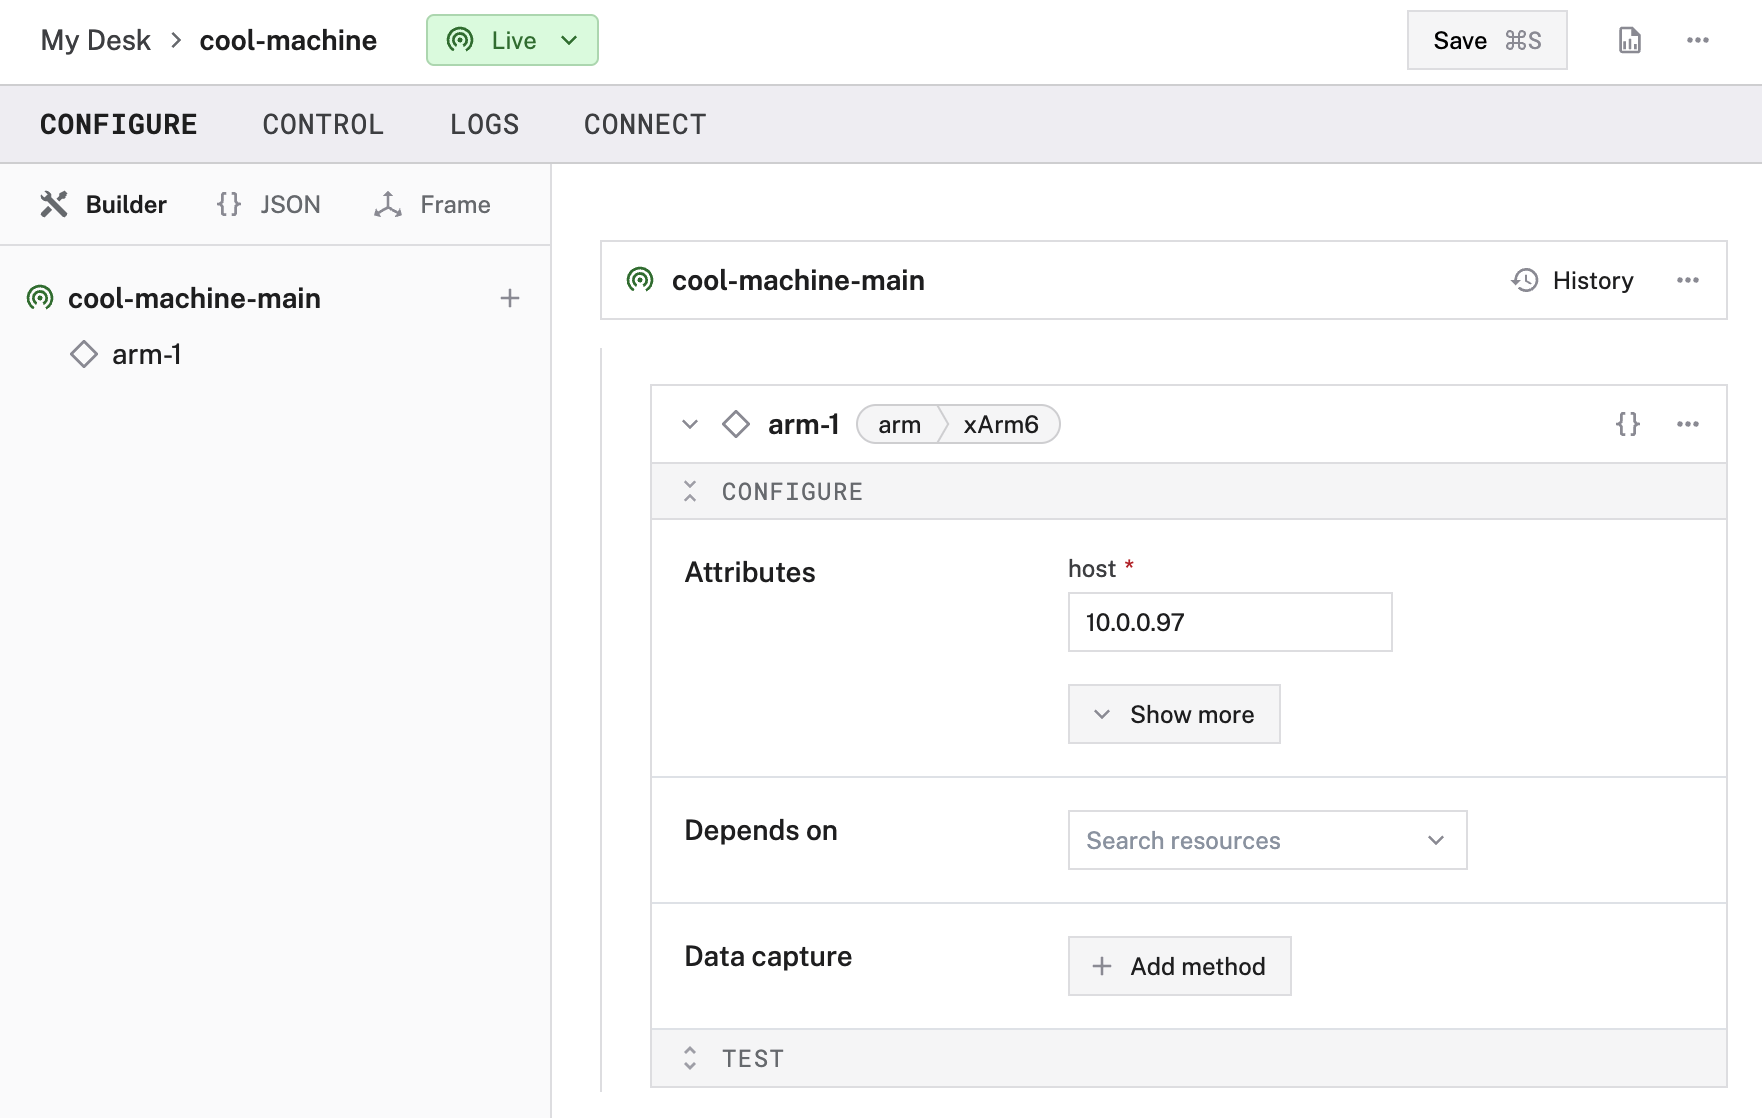 My Desk > cool-machine Live Save ⌘S
CONFIGURE CONTROL LOGS CONNECT
Builder {} JSON Frame
cool-machine-main
arm-1
cool-machine-main History
arm-1 arm xArm6 {}
CONFIGURE
Attributes
host *
10.0.0.97
Show more
Depends on
Search resources
Data capture
Add method
TEST